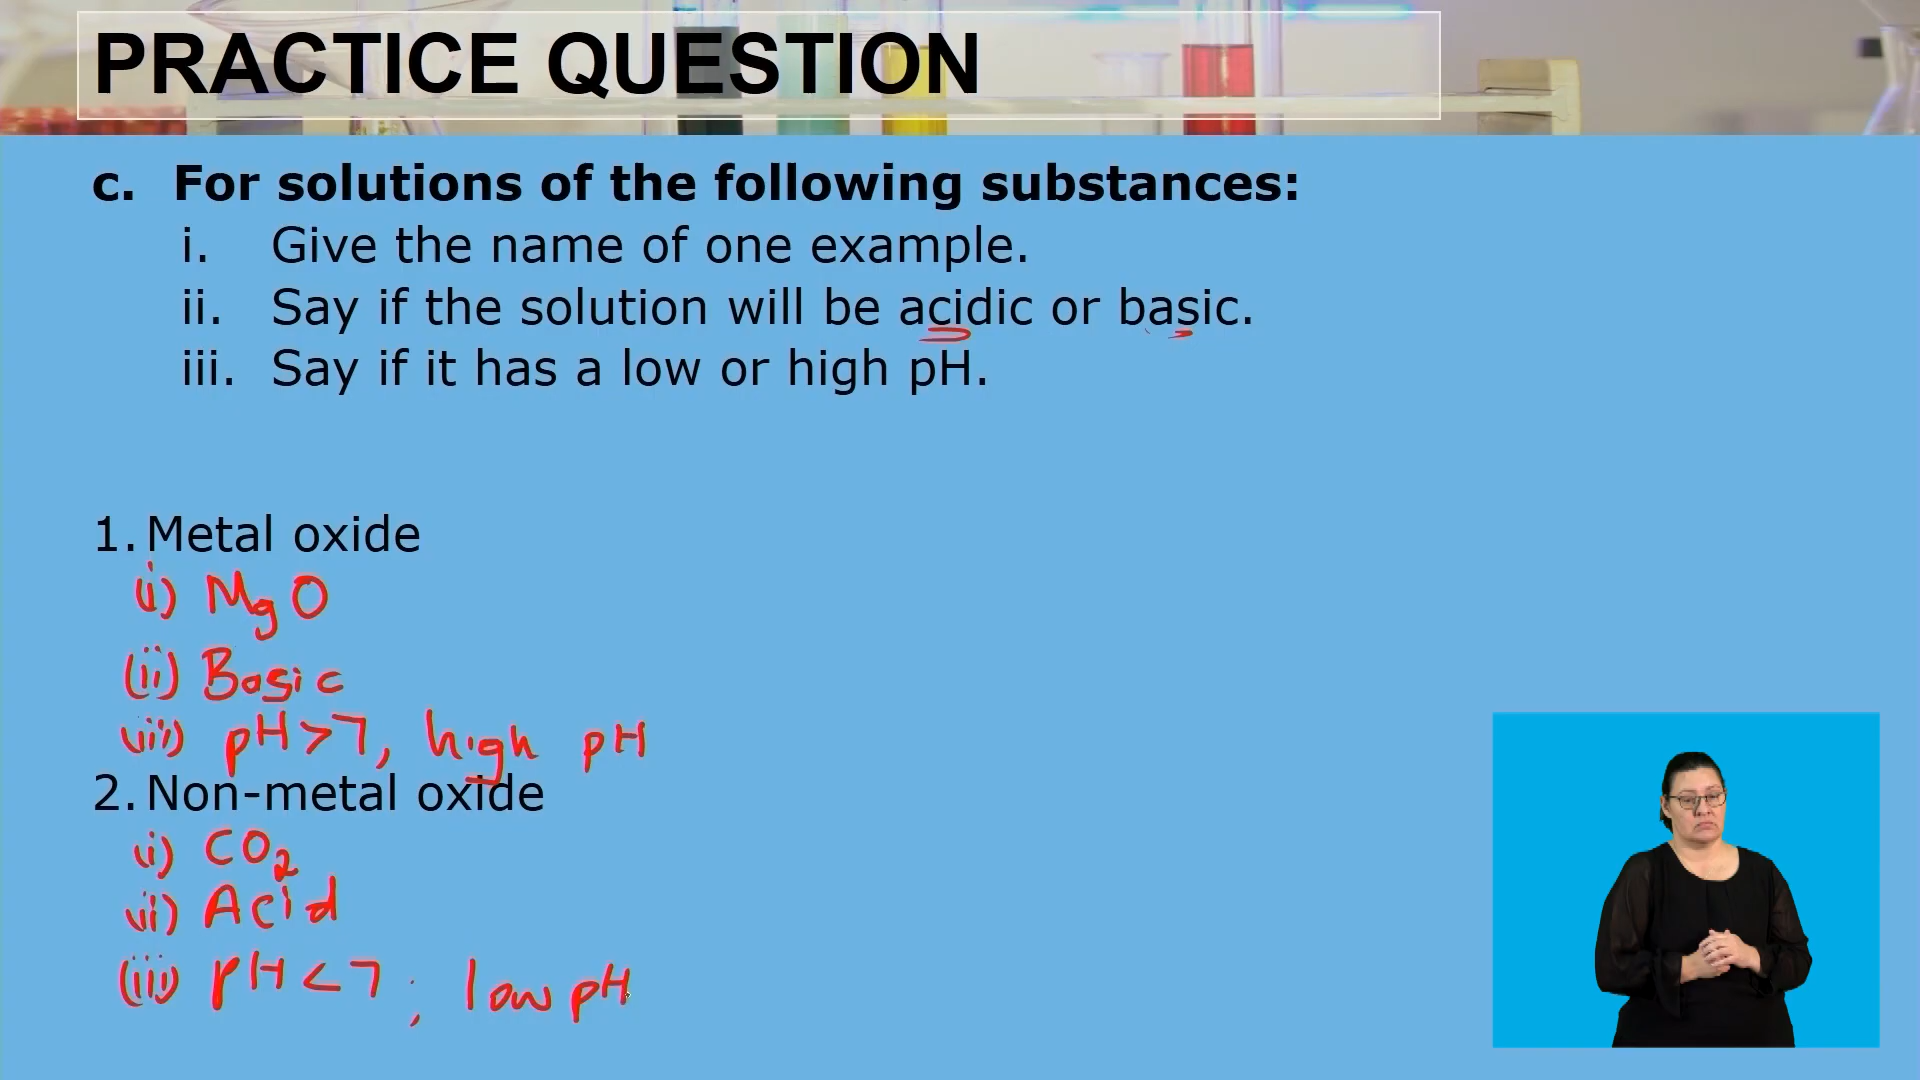 PRACTICE QUESTION
c. For solutions of the following substances:
i. Give the name of one example.
ii. Say if the solution will be acidic or basic.
iii. Say if it has a low or high pH.
1. Metal oxide
(i) MgO
(ii) Basic
(iii) pH > 7, high pH
2. Non-metal oxide
(i) CO₂
(ii) Acid
(iii) pH < 7; low pH